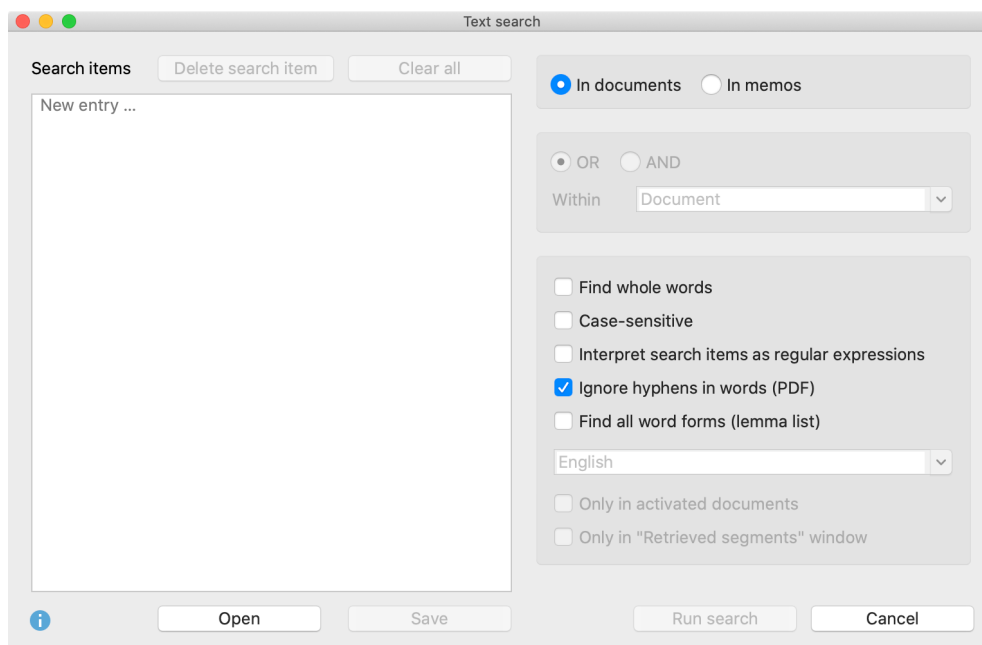 Text search
Search items
Delete search item
Clear all
New entry ...
In documents
In memos
OR
AND
Within
Document
Find whole words
Case-sensitive
Interpret search items as regular expressions
Ignore hyphens in words (PDF)
Find all word forms (lemma list)
English
Only in activated documents
Only in "Retrieved segments" window
Open
Save
Run search
Cancel